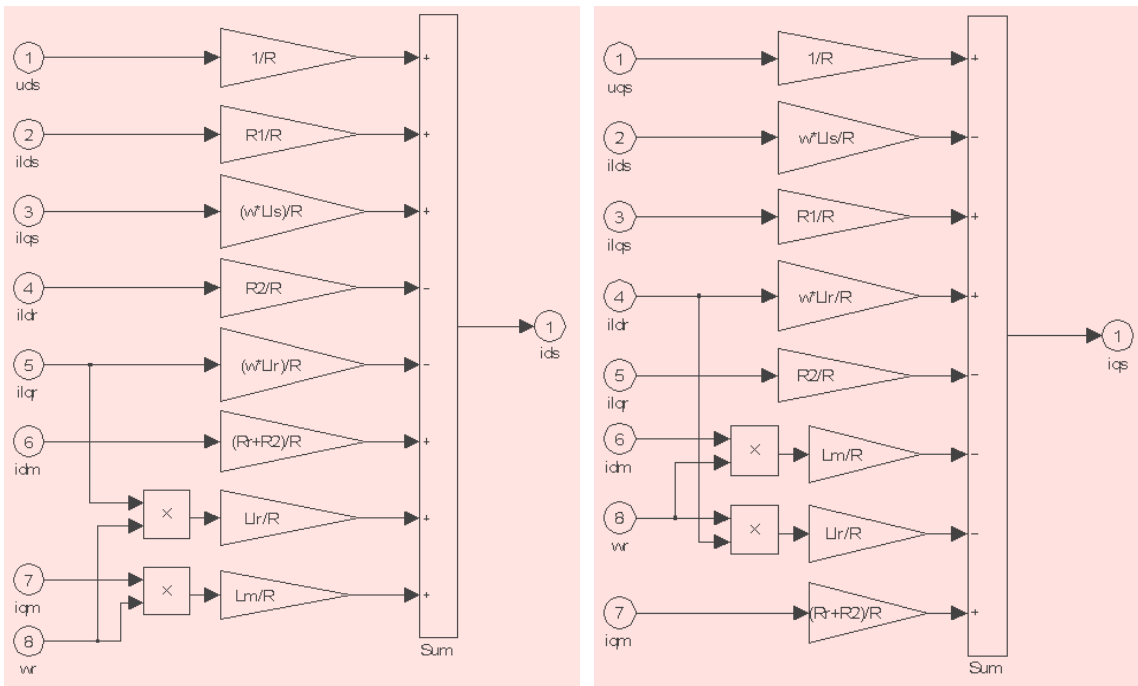 1
uds
1/R
+
2
ilds
R1/R
+
3
ilqs
(w*Lls)/R
+
4
ildr
R2/R
-
5
ilqr
(w*Llr)/R
-
6
idm
(Rr+R2)/R
+
×
Llr/R
+
7
iqm
×
Lm/R
+
8
wr
Sum
1
ids
1
uqs
1/R
+
2
ilds
w*Lls/R
-
3
ilqs
R1/R
+
4
ildr
w*Llr/R
+
5
ilqr
R2/R
-
6
idm
×
Lm/R
-
8
wr
×
Llr/R
-
7
iqm
(Rr+R2)/R
+
Sum
1
iqs